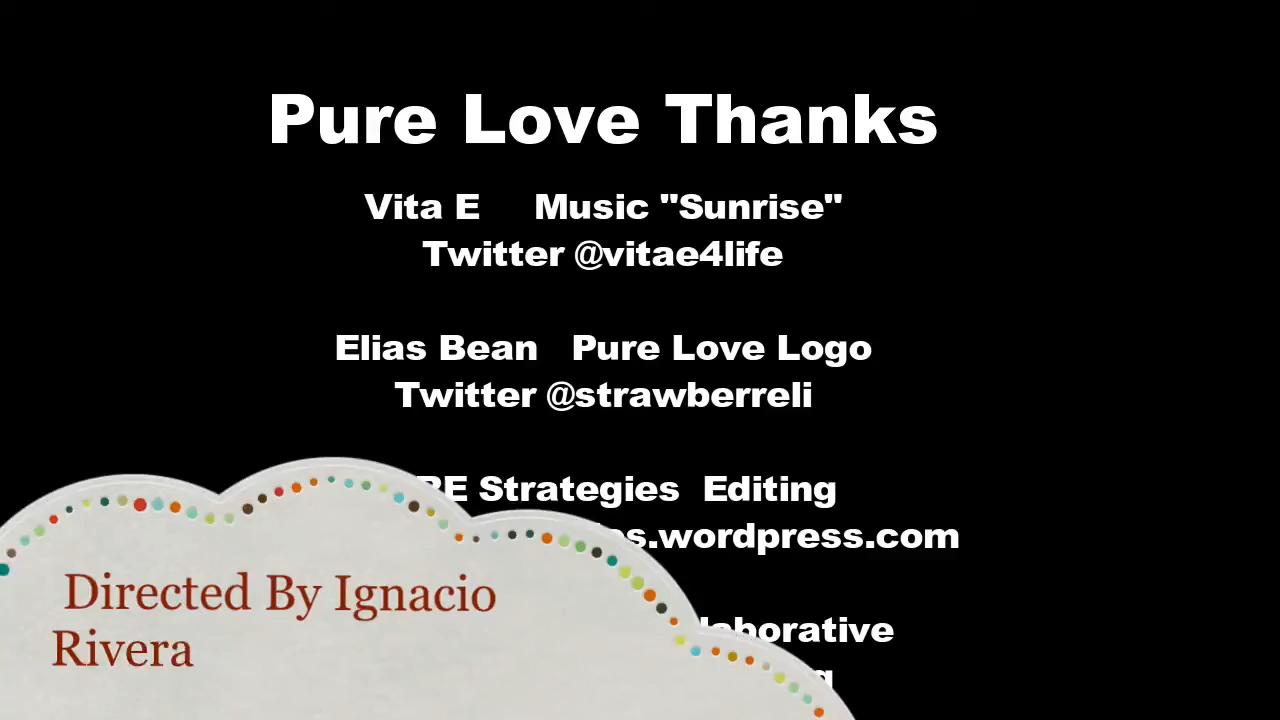 Pure Love Thanks
Vita E Music "Sunrise"
Twitter @vitae4life
Elias Bean Pure Love Logo
Twitter @strawberreli
Strategies Editing
.wordpress.com
Directed By Ignacio
Rivera